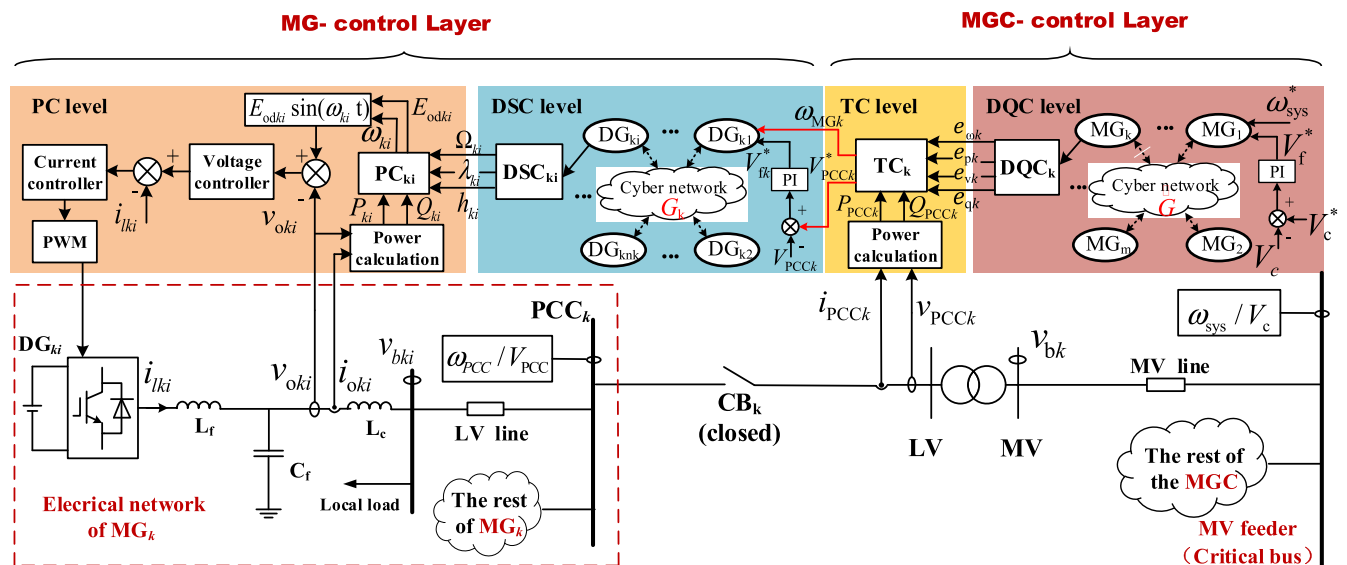 MG- control Layer
MGC- control Layer
PC level
E_odki sin(ω_ki t)
E_odki
ω_ki
Current
controller
+
-
i_lki
Voltage
controller
+
-
v_oki
PC_ki
P_ki
Q_ki
Power
calculation
PWM
Ω_ki
λ_ki
h_ki
DSC level
DSC_ki
DG_ki
...
DG_k1
Cyber network
G_k
...
DG_knk
...
DG_k2
V*_fk
PI
V*_PCCk
+
-
V_PCCk
TC level
ω_MGk
TC_k
P_PCCk
Q_PCCk
Power
calculation
e_ωk
e_pk
e_vk
e_qk
DQC level
DQC_k
MG_k
...
MG_1
Cyber network
G
...
MG_m
...
MG_2
ω*_sys
V*_f
PI
+
-
V*_c
V_c
DG_ki
i_lki
L_f
C_f
v_oki
i_oki
L_c
v_bki
ω_PCC / V_PCC
PCC_k
LV line
Local load
The rest
of MG_k
Elecrical network
of MG_k
CB_k
(closed)
i_PCCk
v_PCCk
LV
MV
v_bk
MV line
ω_sys / V_c
The rest of
the MGC
MV feeder
（Critical bus）